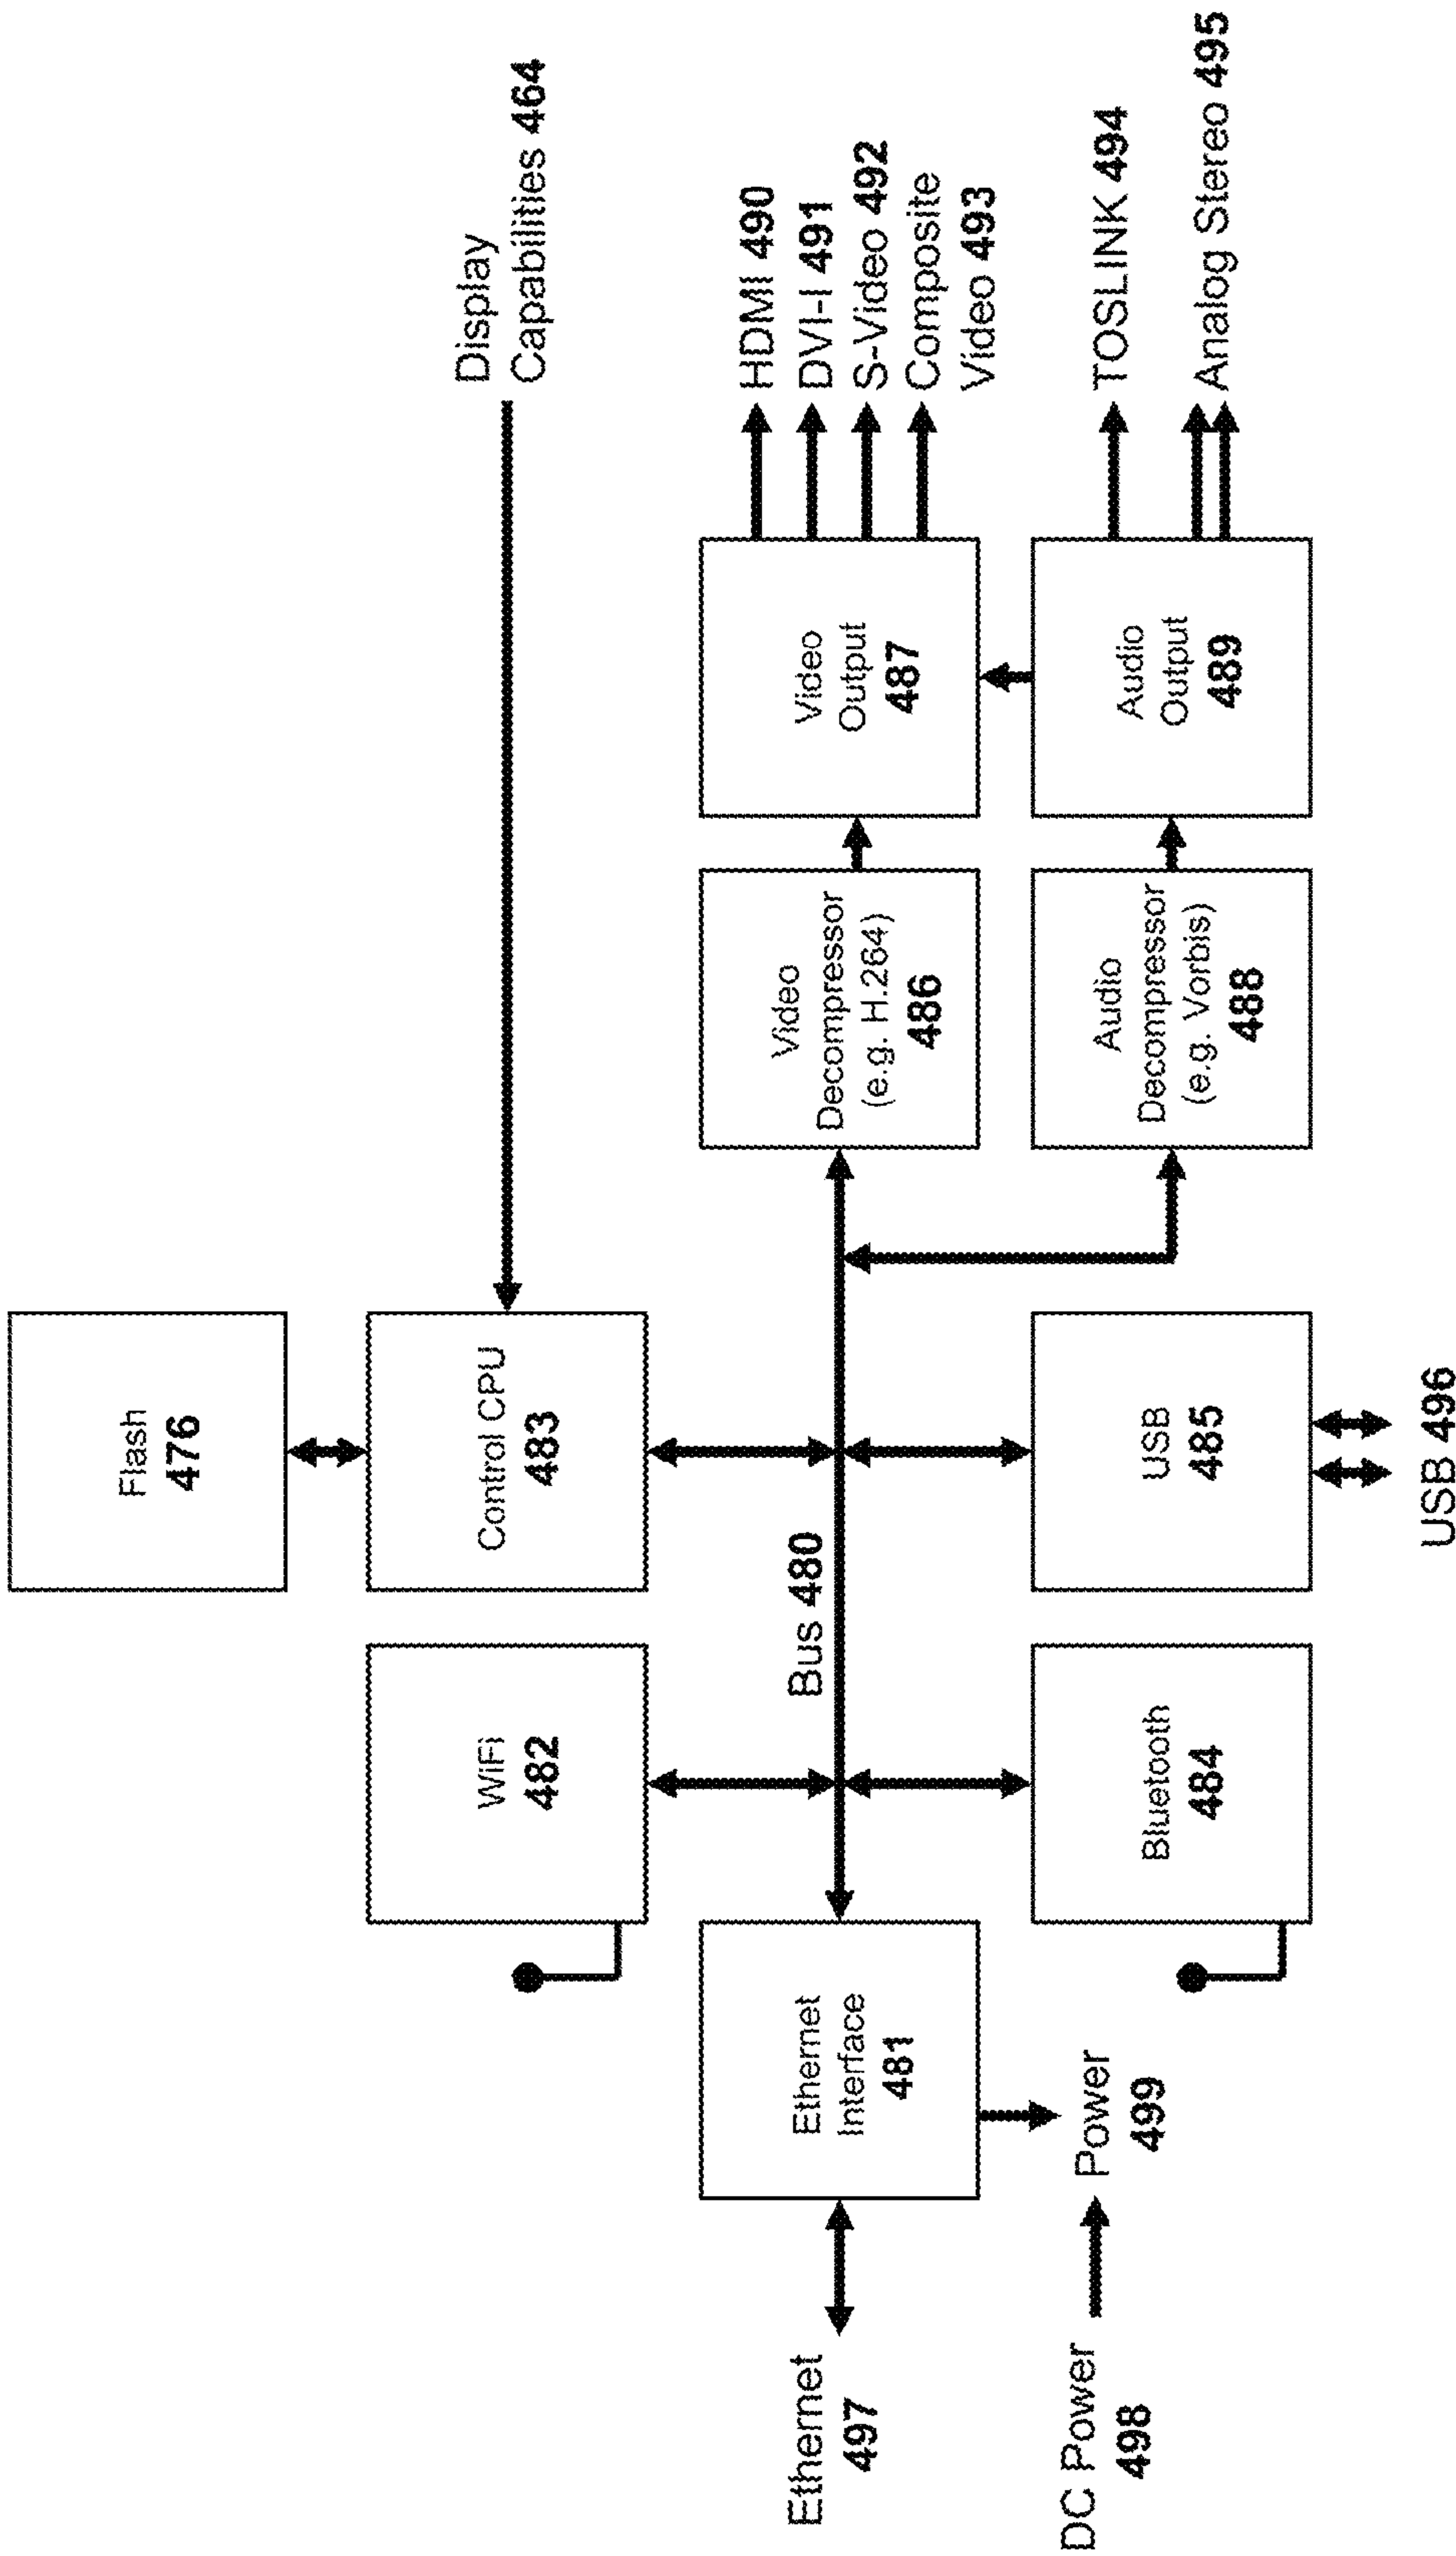 Flash
476
Display
Capabilities 464
WiFi
482
Control CPU
483
Bus 480
Ethernet
497
Ethernet
Interface
481
Video
Decompressor
(e.g. H.264)
486
Video
Output
487
HDMI 490
DVI-I 491
S-Video 492
Composite
Video 493
DC Power
498
Power
499
Bluetooth
484
USB
485
Audio
Decompressor
(e.g. Vorbis)
488
Audio
Output
489
TOSLINK 494
Analog Stereo 495
USB 496